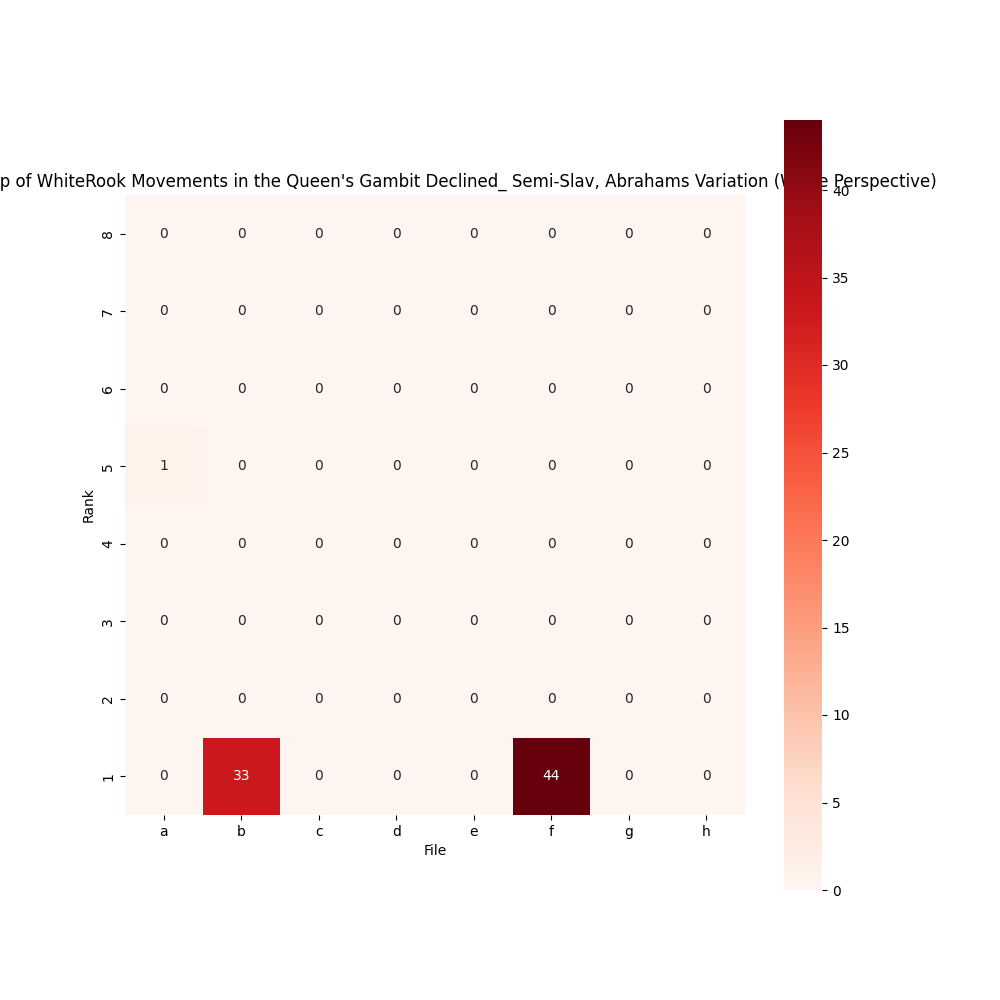 p of WhiteRook Movements in the Queen's Gambit Declined_ Semi-Slav, Abrahams Variation (W e Perspective)
40
8 0 0 0 0 0 0 0 0
35
7 0 0 0 0 0 0 0 0
30
6 0 0 0 0 0 0 0 0
25
5 1 0 0 0 0 0 0 0
Rank
20
4 0 0 0 0 0 0 0 0
15
3 0 0 0 0 0 0 0 0
10
2 0 0 0 0 0 0 0 0
5
1 0 33 0 0 0 44 0 0
a b c d e f g h
File
0